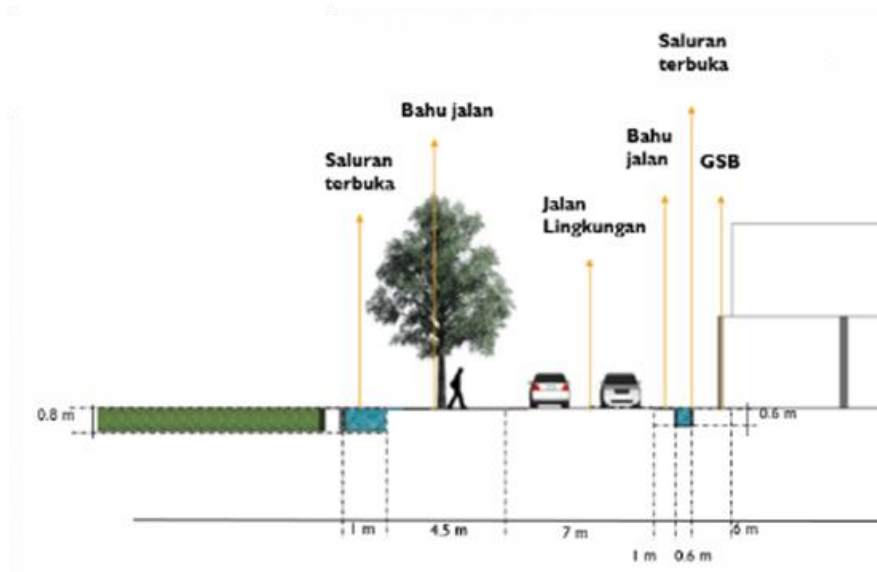 Saluran
terbuka
Bahu jalan
Bahu
jalan
Saluran
terbuka
GSB
Jalan
Lingkungan
0.8 m
0.6 m
1 m
4.5 m
7 m
6 m
1 m
0.6 m